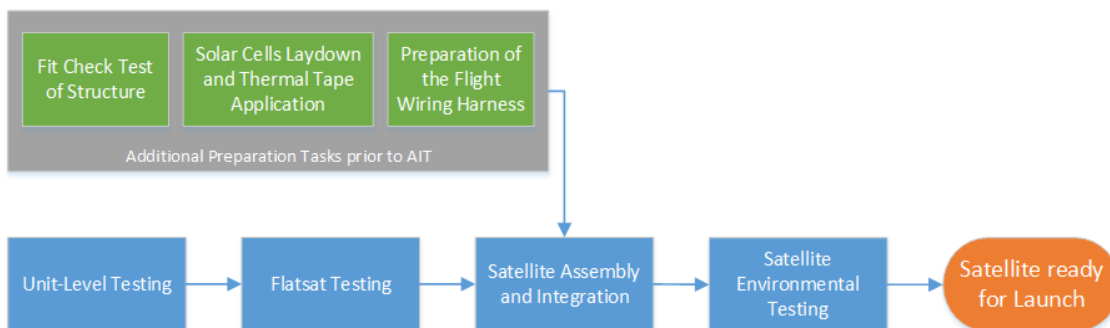 Fit Check Test
of Structure
Solar Cells Laydown
and Thermal Tape
Application
Preparation of
the Flight
Wiring Harness
Additional Preparation Tasks prior to AIT
Unit-Level Testing
Flatsat Testing
Satellite Assembly
and Integration
Satellite
Environmental
Testing
Satellite ready
for Launch